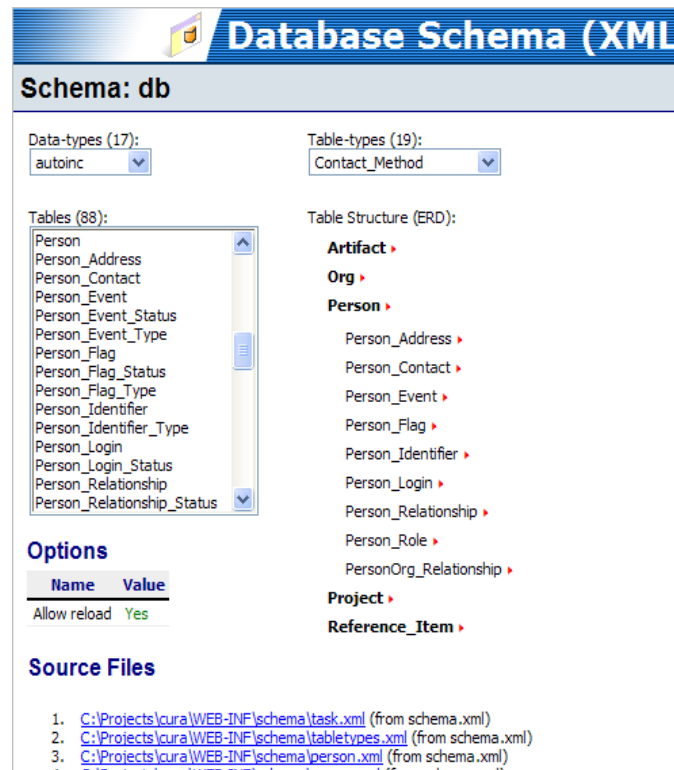 Database Schema (XML
Schema: db
Data-types (17):
autoinc
Table-types (19):
Contact_Method
Tables (88):
Person
Person_Address
Person_Contact
Person_Event
Person_Event_Status
Person_Event_Type
Person_Flag
Person_Flag_Status
Person_Flag_Type
Person_Identifier
Person_Identifier_Type
Person_Login
Person_Login_Status
Person_Relationship
Person_Relationship_Status
Table Structure (ERD):
Artifact
Org
Person
Person_Address
Person_Contact
Person_Event
Person_Flag
Person_Identifier
Person_Login
Person_Relationship
Person_Role
PersonOrg_Relationship
Project
Reference_Item
Options
Name Value
Allow reload Yes
Source Files
1. C:\Projects\cura\WEB-INF\schema\task.xml (from schema.xml)
2. C:\Projects\cura\WEB-INF\schema\tabletypes.xml (from schema.xml)
3. C:\Projects\cura\WEB-INF\schema\person.xml (from schema.xml)